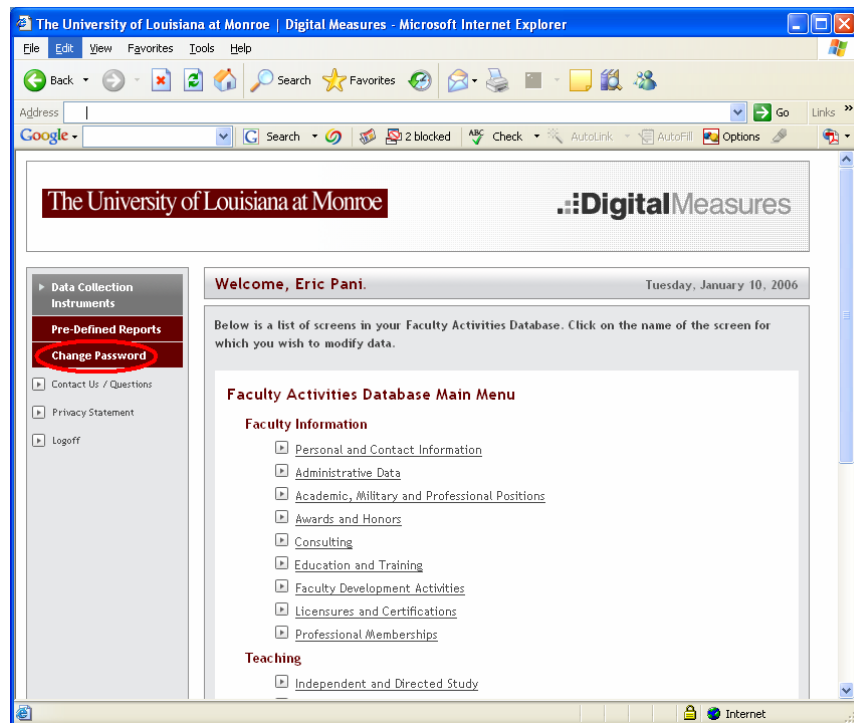 The University of Louisiana at Monroe | Digital Measures - Microsoft Internet Explorer
File Edit View Favorites Tools Help
Back Search Favorites
Address Go Links »
Google Search 2 blocked ABC Check AutoLink AutoFill Options
The University of Louisiana at Monroe
.:: DigitalMeasures
Data Collection
Instruments
Pre-Defined Reports
Change Password
Contact Us / Questions
Privacy Statement
Logoff
Welcome, Eric Pani.
Tuesday, January 10, 2006
Below is a list of screens in your Faculty Activities Database. Click on the name of the screen for
which you wish to modify data.
Faculty Activities Database Main Menu
Faculty Information
Personal and Contact Information
Administrative Data
Academic, Military and Professional Positions
Awards and Honors
Consulting
Education and Training
Faculty Development Activities
Licensures and Certifications
Professional Memberships
Teaching
Independent and Directed Study
Internet